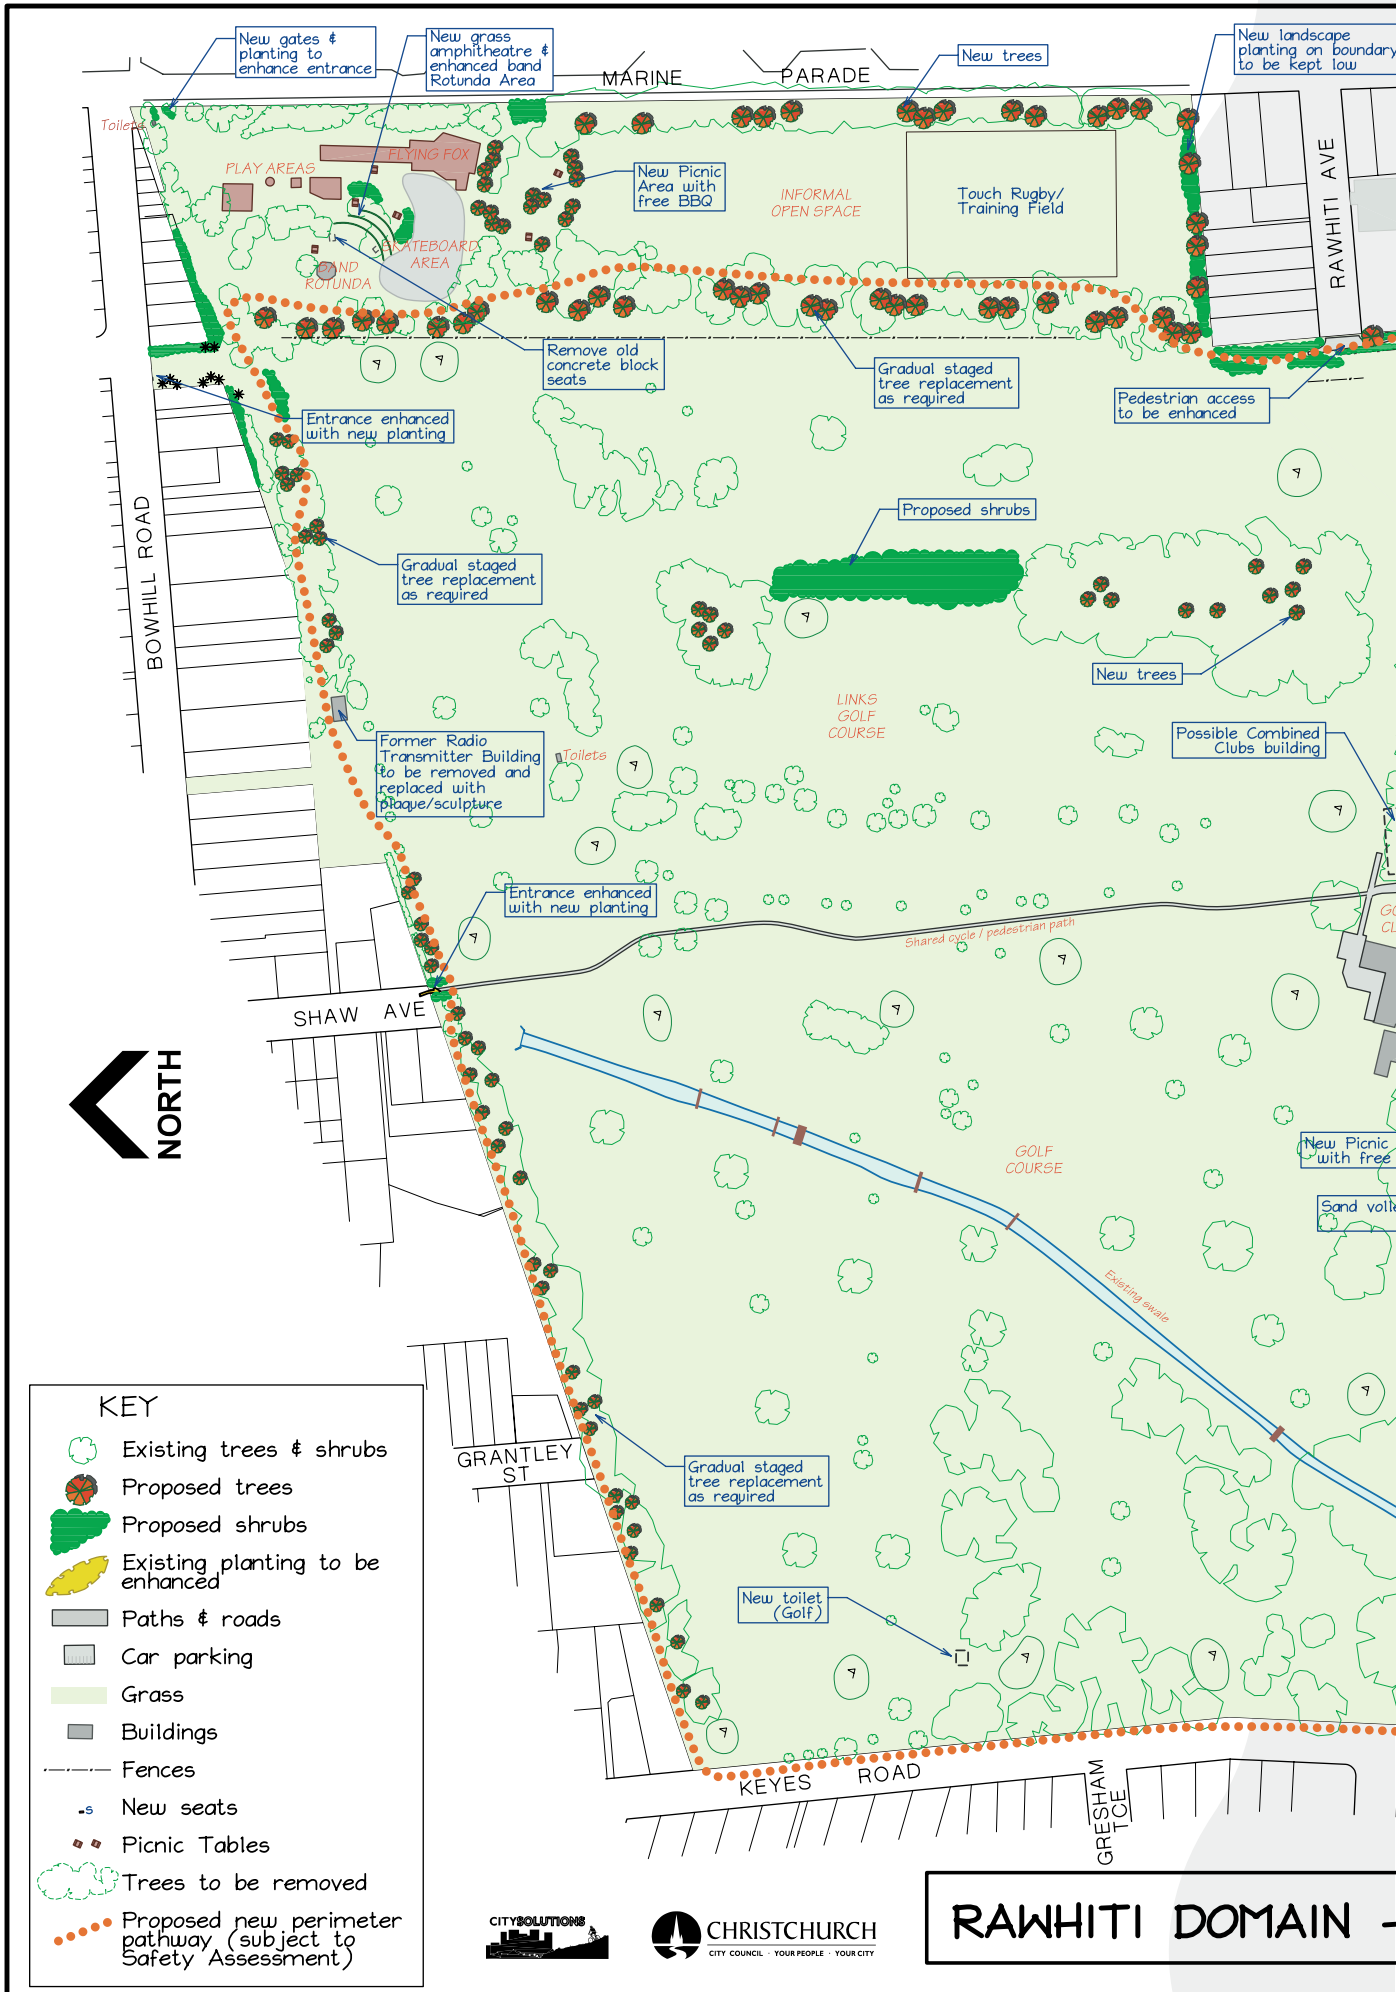 New gates &
planting to
enhance entrance
New grass
amphitheatre &
enhanced band
Rotunda Area
MARINE PARADE
New trees
New landscape
planting on boundary
to be kept low
Toilets
PLAY AREAS
FLYING FOX
New Picnic
Area with
free BBQ
INFORMAL
OPEN SPACE
Touch Rugby/
Training Field
RAWHITI AVE
SKATEBOARD
AREA
BAND
ROTUNDA
Remove old
concrete block
seats
Gradual staged
tree replacement
as required
Pedestrian access
to be enhanced
Entrance enhanced
with new planting
BOWHILL ROAD
Proposed shrubs
Gradual staged
tree replacement
as required
New trees
LINKS
GOLF
COURSE
Possible Combined
Clubs building
Former Radio
Transmitter Building
to be removed and
replaced with
plaque/sculpture
Toilets
Entrance enhanced
with new planting
Shared cycle / pedestrian path
GO
CL
SHAW AVE
NORTH
GOLF
COURSE
New Picnic
with free
Sand volle
Existing swale
GRANTLEY
ST
Gradual staged
tree replacement
as required
New toilet
(Golf)
KEYES ROAD
GRESHAM
TCE
KEY
Existing trees & shrubs
Proposed trees
Proposed shrubs
Existing planting to be
enhanced
Paths & roads
Car parking
Grass
Buildings
Fences
s New seats
Picnic Tables
Trees to be removed
Proposed new perimeter
pathway (subject to
Safety Assessment)
CITYSOLUTIONS
CHRISTCHURCH
CITY COUNCIL · YOUR PEOPLE · YOUR CITY
RAWHITI DOMAIN -